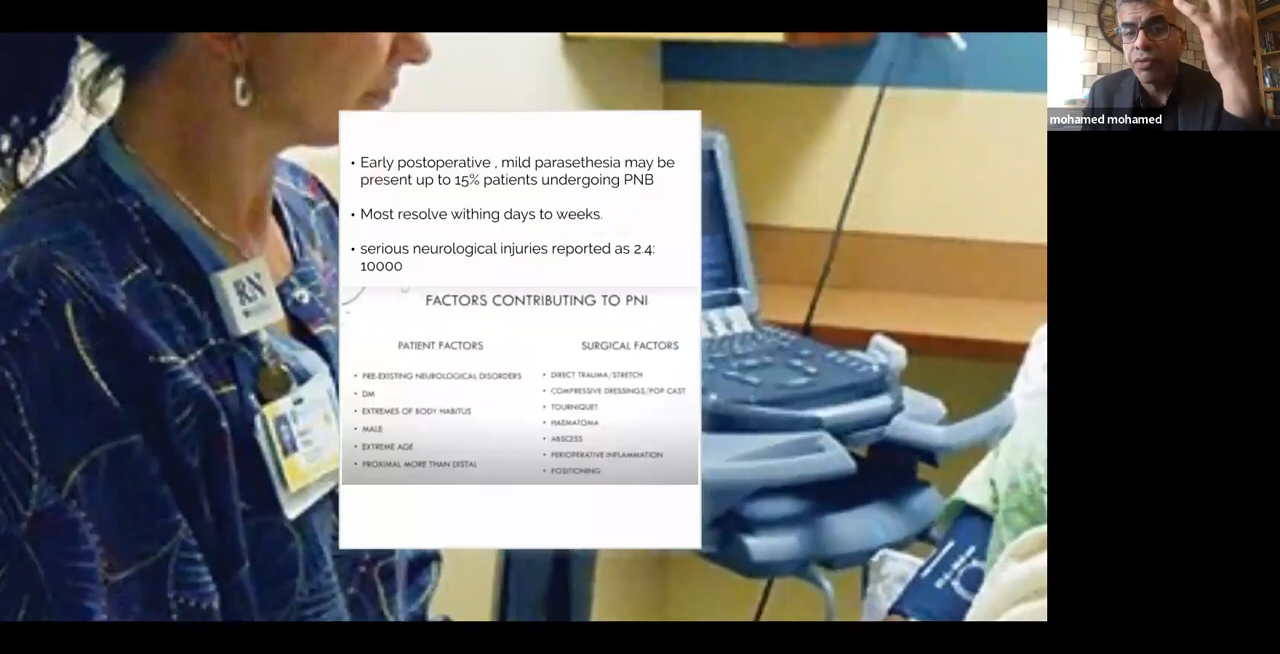 mohamed mohamed
• Early postoperative , mild parasethesia may be
present up to 15% patients undergoing PNB
• Most resolve withing days to weeks.
• serious neurological injuries reported as 2.4:
10000
FACTORS CONTRIBUTING TO PNI
PATIENT FACTORS
• PRE-EXISTING NEUROLOGICAL DISORDERS
• DM
• EXTREMES OF BODY HABITUS
• MALE
• EXTREME AGE
• PROXIMAL MORE THAN DISTAL
SURGICAL FACTORS
• DIRECT TRAUMA/STRETCH
• COMPRESSIVE DRESSINGS/POP CAST
• TOURNIQUET
• HAEMATOMA
• ABSCESS
• PERIOPERATIVE INFLAMMATION
• POSITIONING
RN